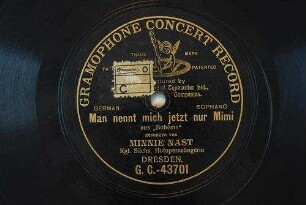 GRAMOPHONE CONCERT RECORD
TRADE MARK
PATENTED
GERMAN SOPRANO
Man nennt mich jetzt nur Mimi
aus „Bohème“
gesungen von
MINNIE NAST
Kgl. Sächs. Hofopernsängerin
DRESDEN.
G. C.-43701